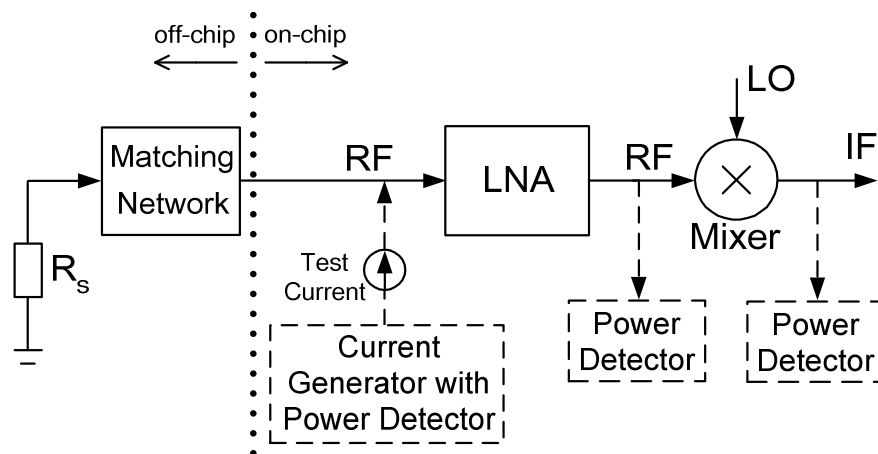 off-chip
on-chip
LO
RF
RF
IF
Matching
Network
LNA
Mixer
Rs
Test
Current
Current
Generator with
Power Detector
Power
Detector
Power
Detector